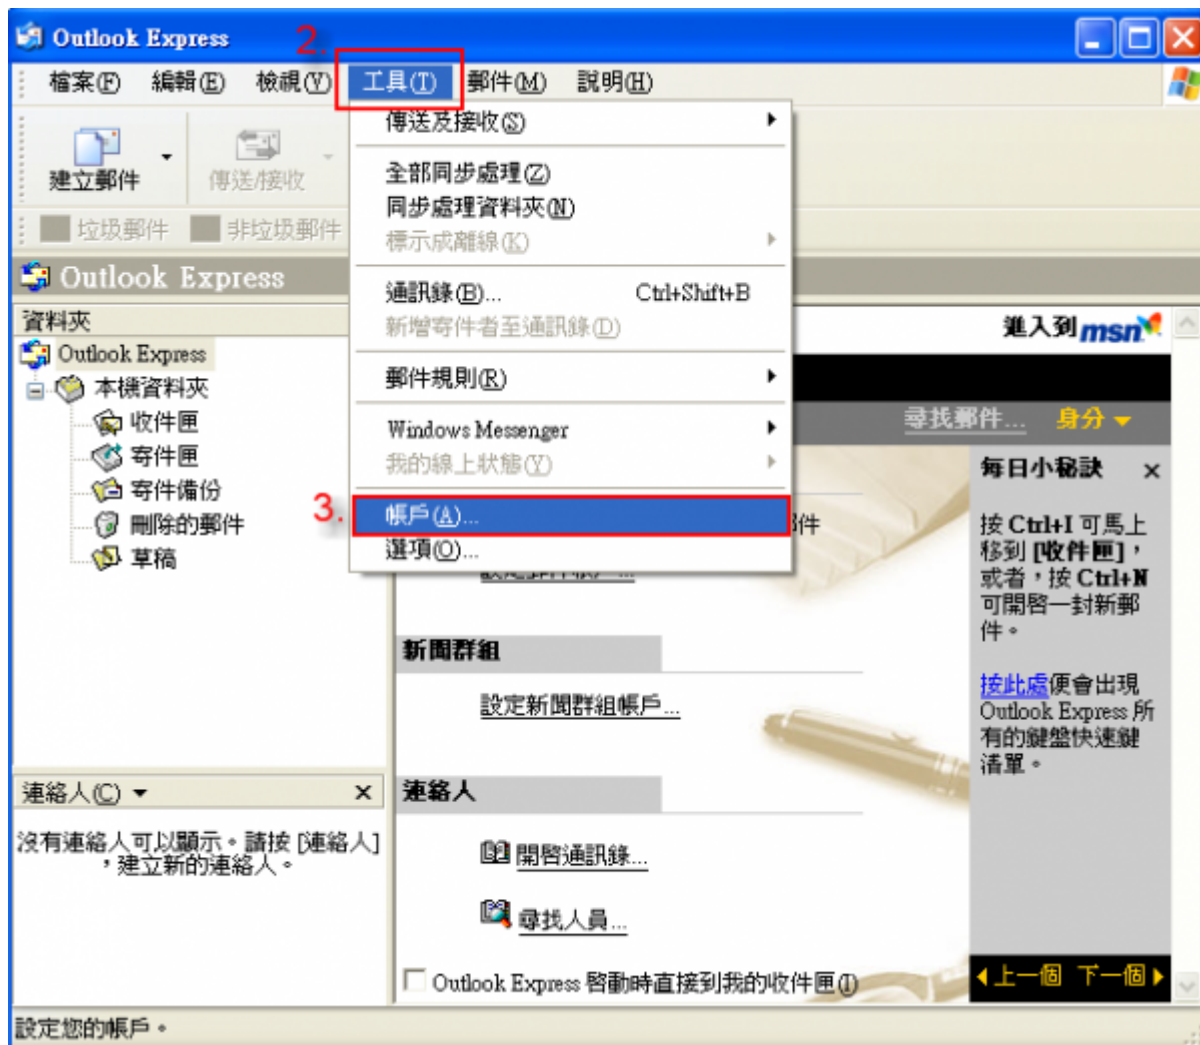 Outlook Express
2.
檔案(F) 編輯(E) 檢視(V) 工具(T) 郵件(M) 說明(H)
建立郵件 傳送/接收
垃圾郵件 非垃圾郵件
傳送及接收(S)
全部同步處理(Z)
同步處理資料夾(N)
標示成離線(K)
通訊錄(B)... Ctrl+Shift+B
新增寄件者至通訊錄(D)
郵件規則(R)
Windows Messenger
我的線上狀態(Y)
3. 帳戶(A)...
選項(O)...
Outlook Express
資料夾
Outlook Express
本機資料夾
收件匣
寄件匣
寄件備份
刪除的郵件
草稿
連絡人(C)
沒有連絡人可以顯示。請按 [連絡人]
,建立新的連絡人。
進入到 msn
尋找郵件... 身分
件
新聞群組
設定新聞群組帳戶...
連絡人
開啓通訊錄...
尋找人員...
Outlook Express 啓動時直接到我的收件匣(I)
每日小秘訣
按 Ctrl+I 可馬上
移到 [收件匣],
或者,按 Ctrl+N
可開啓一封新郵
件。
按此處便會出現
Outlook Express 所
有的鍵盤快速鍵
清單。
上一個 下一個
設定您的帳戶。